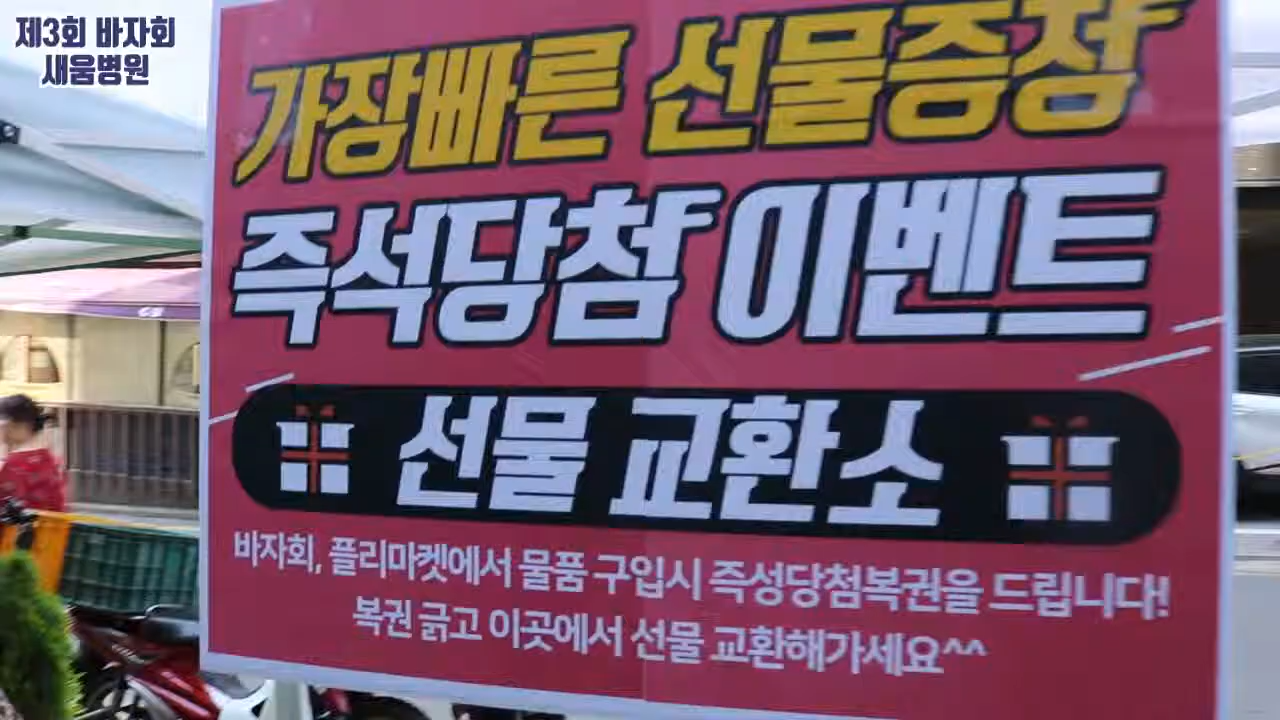 제3회 바자회
새움병원
가장빠른 선물증정
즉석당첨 이벤트
선물 교환소
바자회, 플리마켓에서 물품 구입시 즉성당첨복권을 드립니다!
복권 긁고 이곳에서 선물 교환해가세요^^